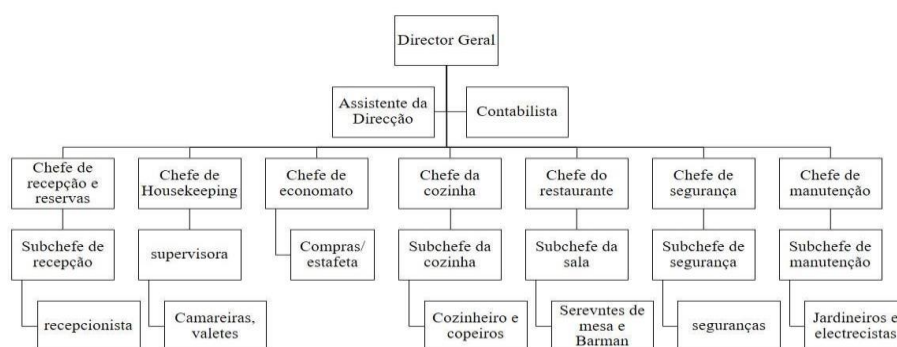 Director Geral
Assistente da
Direcção
Contabilista
Chefe de
recepção e
reservas
Chefe de
Housekeeping
Chefe de
economato
Chefe da
cozinha
Chefe do
restaurante
Chefe de
segurança
Chefe de
manutenção
Subchefe de
recepção
supervisora
Compras/
estafeta
Subchefe da
cozinha
Subchefe da
sala
Subchefe de
segurança
Subchefe de
manutenção
recepcionista
Camareiras,
valetes
Cozinheiro e
copeiros
Serevntes de
mesa e
Barman
seguranças
Jardineiros e
electrecistas